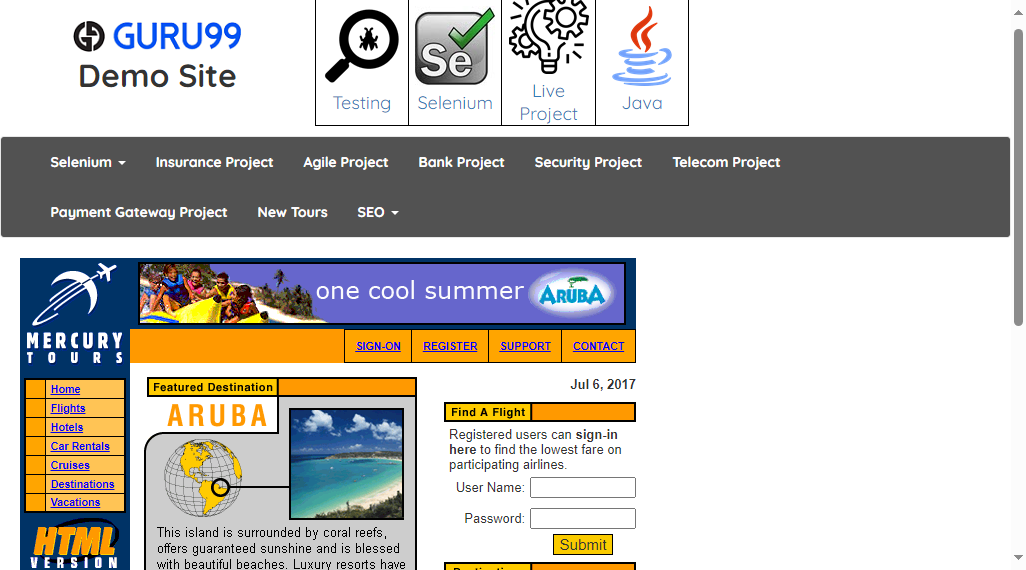 GURU99
Demo Site
Testing
Se
Selenium
Live
Project
Java
Selenium
Insurance Project
Agile Project
Bank Project
Security Project
Telecom Project
Payment Gateway Project
New Tours
SEO
MERCURY
TOURS
one cool summer
ARUBA
SIGN-ON
REGISTER
SUPPORT
CONTACT
Home
Flights
Hotels
Car Rentals
Cruises
Destinations
Vacations
HTML
VERSION
Featured Destination
ARUBA
This island is surrounded by coral reefs,
offers guaranteed sunshine and is blessed
with beautiful beaches. Luxury resorts have
Jul 6, 2017
Find A Flight
Registered users can sign-in
here to find the lowest fare on
participating airlines.
User Name:
Password:
Submit